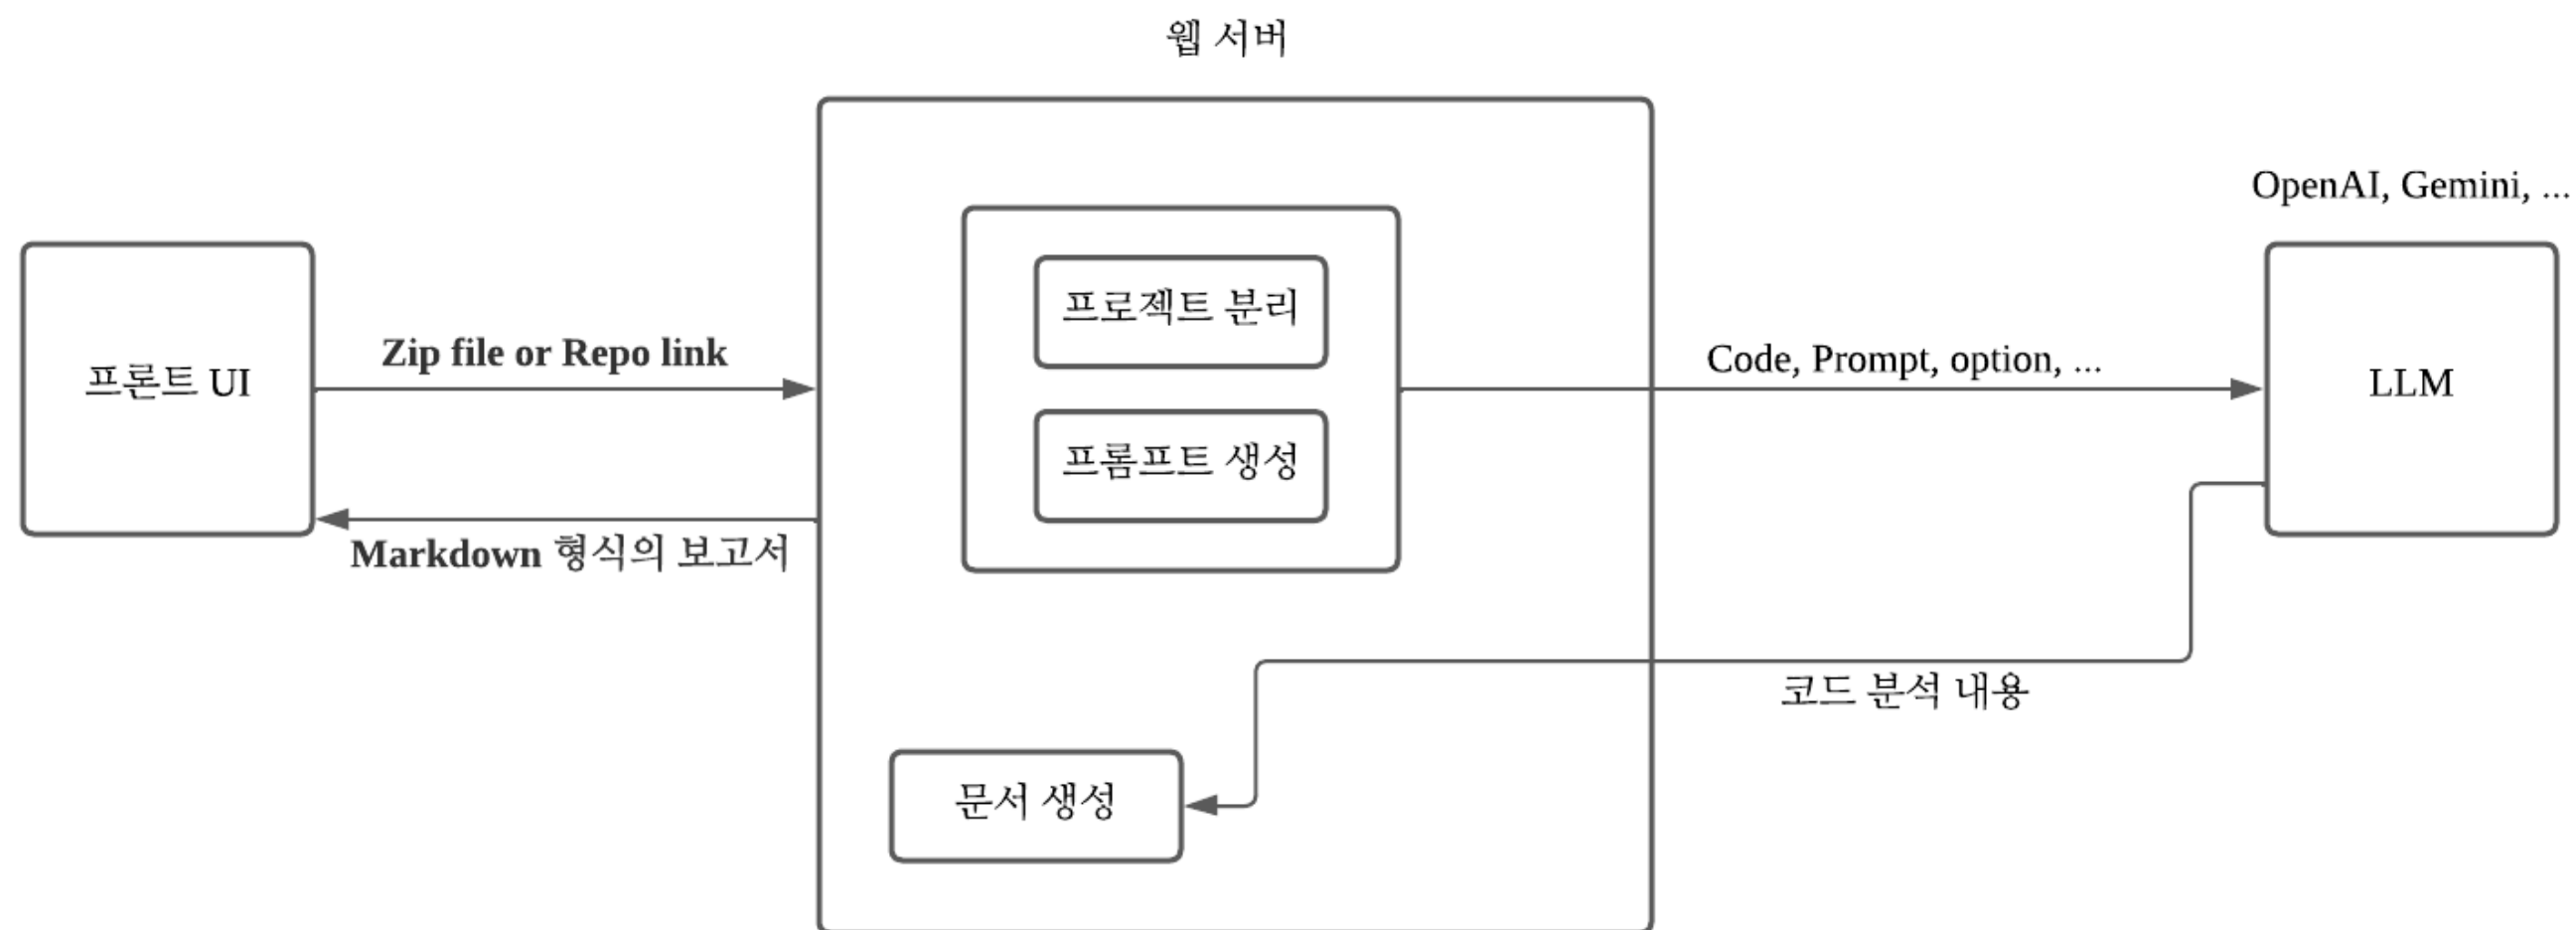 웹 서버
OpenAI, Gemini, ...
프론트 UI
Zip file or Repo link
Markdown 형식의 보고서
프로젝트 분리
프롬프트 생성
Code, Prompt, option, ...
LLM
코드 분석 내용
문서 생성